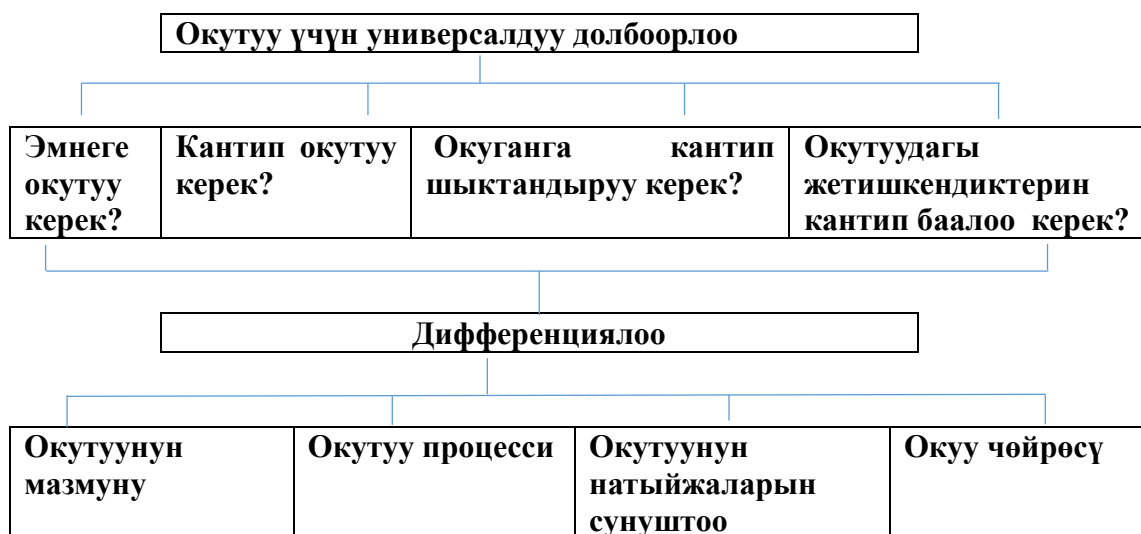 Окутуу үчүн универсалдуу долбоорлоо
Эмнеге
окутуу
керек?
Кантип окутуу
керек?
Окуганга кантип
шыктандыруу керек?
Окутуудагы
жетишкендиктерин
кантип баалоо керек?
Дифференциялоо
Окутуунун
мазмуну
Окутуу процесси
Окутуунун
натыйжаларын
сунуштоо
Окуу чөйрөсү